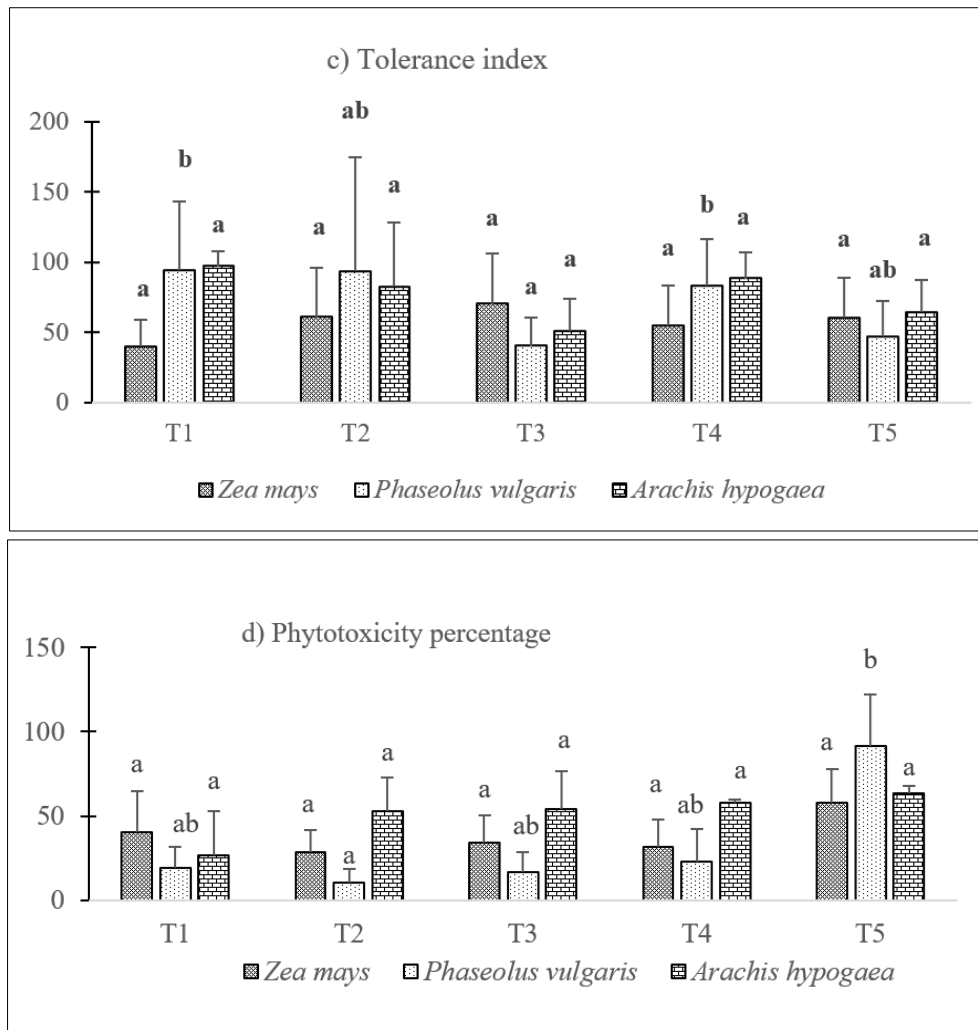 c) Tolerance index
200
150
100
50
0
a b a
a ab a
a a a
a b a
a ab a
T1 T2 T3 T4 T5
Zea mays Phaseolus vulgaris Arachis hypogaea
d) Phytotoxicity percentage
150
100
50
0
a ab a
a a a
a ab a
a ab a
a b a
T1 T2 T3 T4 T5
Zea mays Phaseolus vulgaris Arachis hypogaea